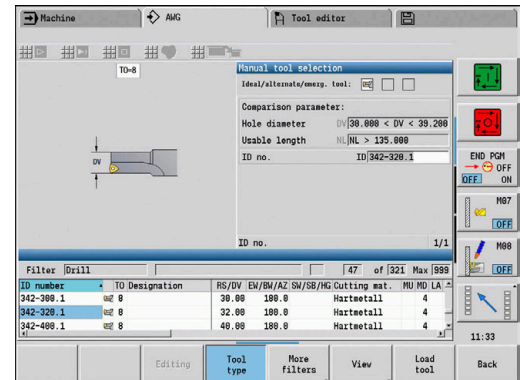 Machine AWG Tool editor
TO=8
Manual tool selection
Ideal/alternate/emerg. tool:
Comparison parameter:
Hole diameter DV 30.000 < DV < 39.200
Usable length NL NL > 135.000
ID no. ID 342-320.1
DV
ID no. 1/1
END PGM
OFF
OFF ON
M07
OFF
M08
OFF
Filter Drill 47 of 321 Max 999
ID number TO Designation RS/DV EW/BW/AZ SW/SB/HG Cutting mat. MU MD LA
342-300.1 8 30.00 180.0 Hartmetall 4
342-320.1 8 32.00 180.0 Hartmetall 4
342-400.1 8 40.00 180.0 Hartmetall 4
11:33
Editing Tool type More filters View Load tool Back